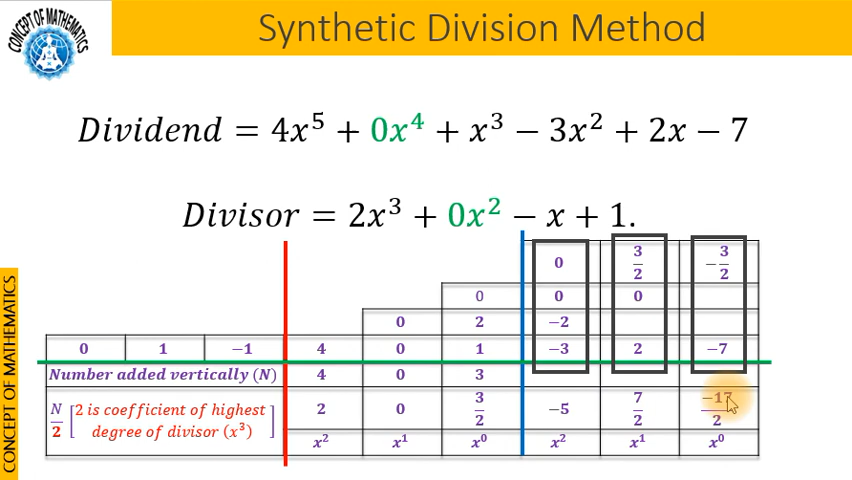 CONCEPT OF MATHEMATICS
Synthetic Division Method
Dividend = 4x⁵ + 0x⁴ + x³ − 3x² + 2x − 7
Divisor = 2x³ + 0x² − x + 1.
0 3/2 −3/2
0 0 0
0 2 −2
0 1 −1 4 0 1 −3 2 −7
Number added vertically (N) 4 0 3
N/2 [2 is coefficient of highest degree of divisor (x³)] 2 0 3/2 −5 7/2 −17/2
x² x¹ x⁰ x² x¹ x⁰
CONCEPT OF MATHEMATICS